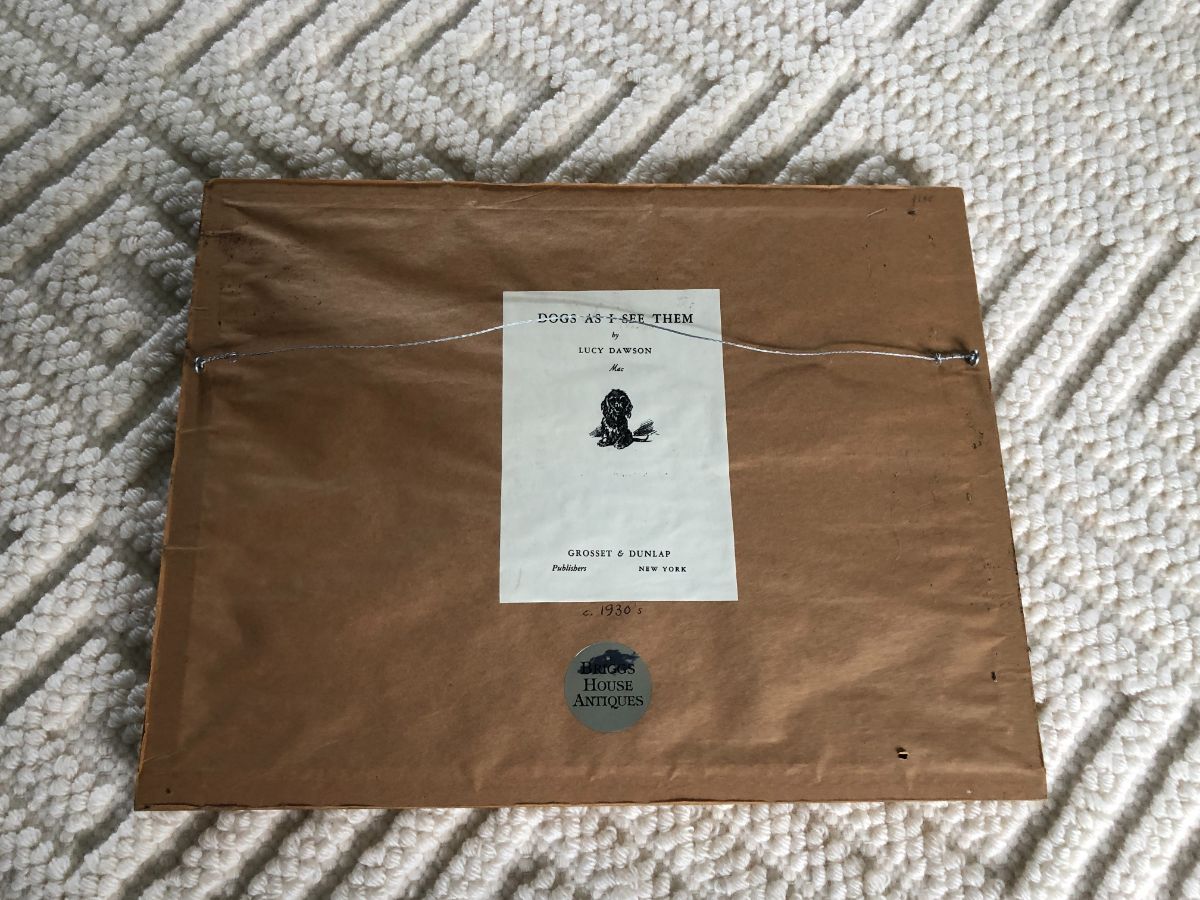 DOGS AS I SEE THEM
by
LUCY DAWSON
Mac
GROSSET & DUNLAP
Publishers NEW YORK
c. 1930's
BRIGGS
HOUSE
ANTIQUES